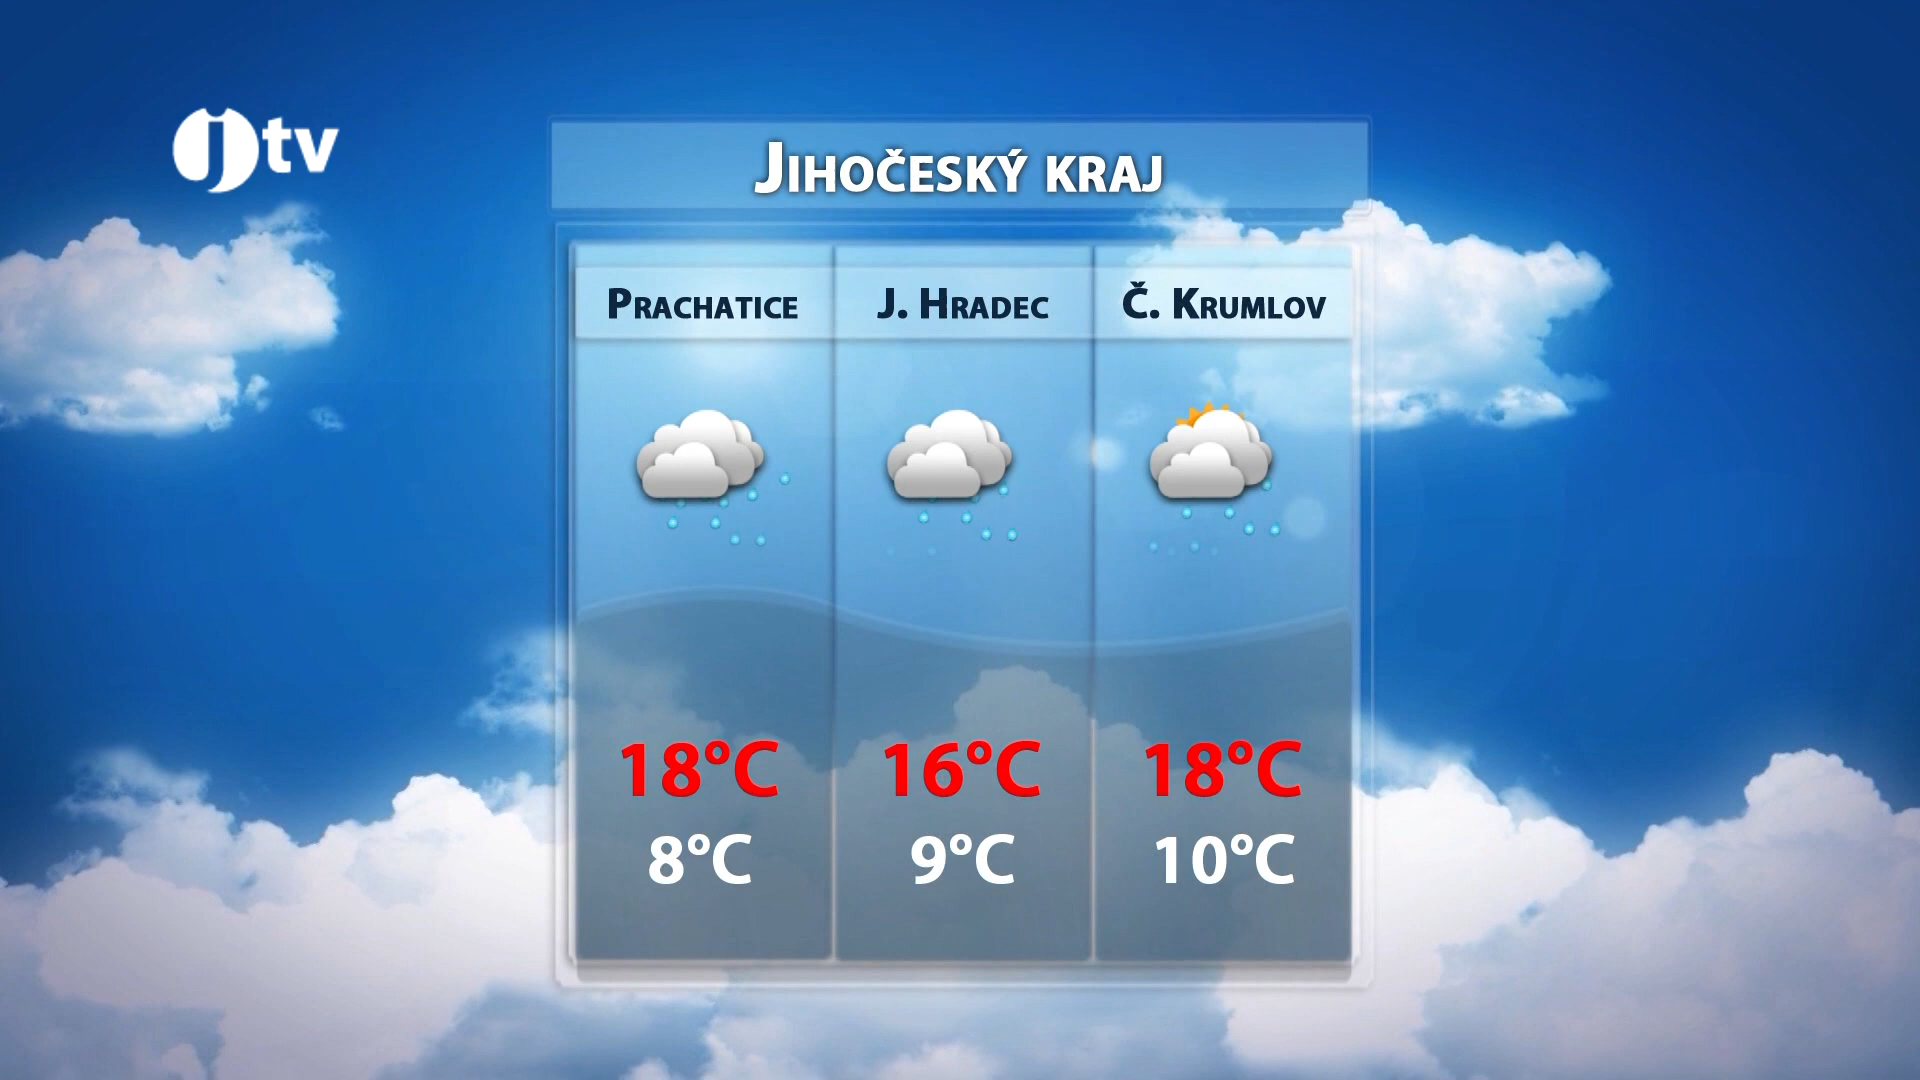 jtv
Jihočeský kraj
Prachatice
J. Hradec
Č. Krumlov
18°C
16°C
18°C
8°C
9°C
10°C